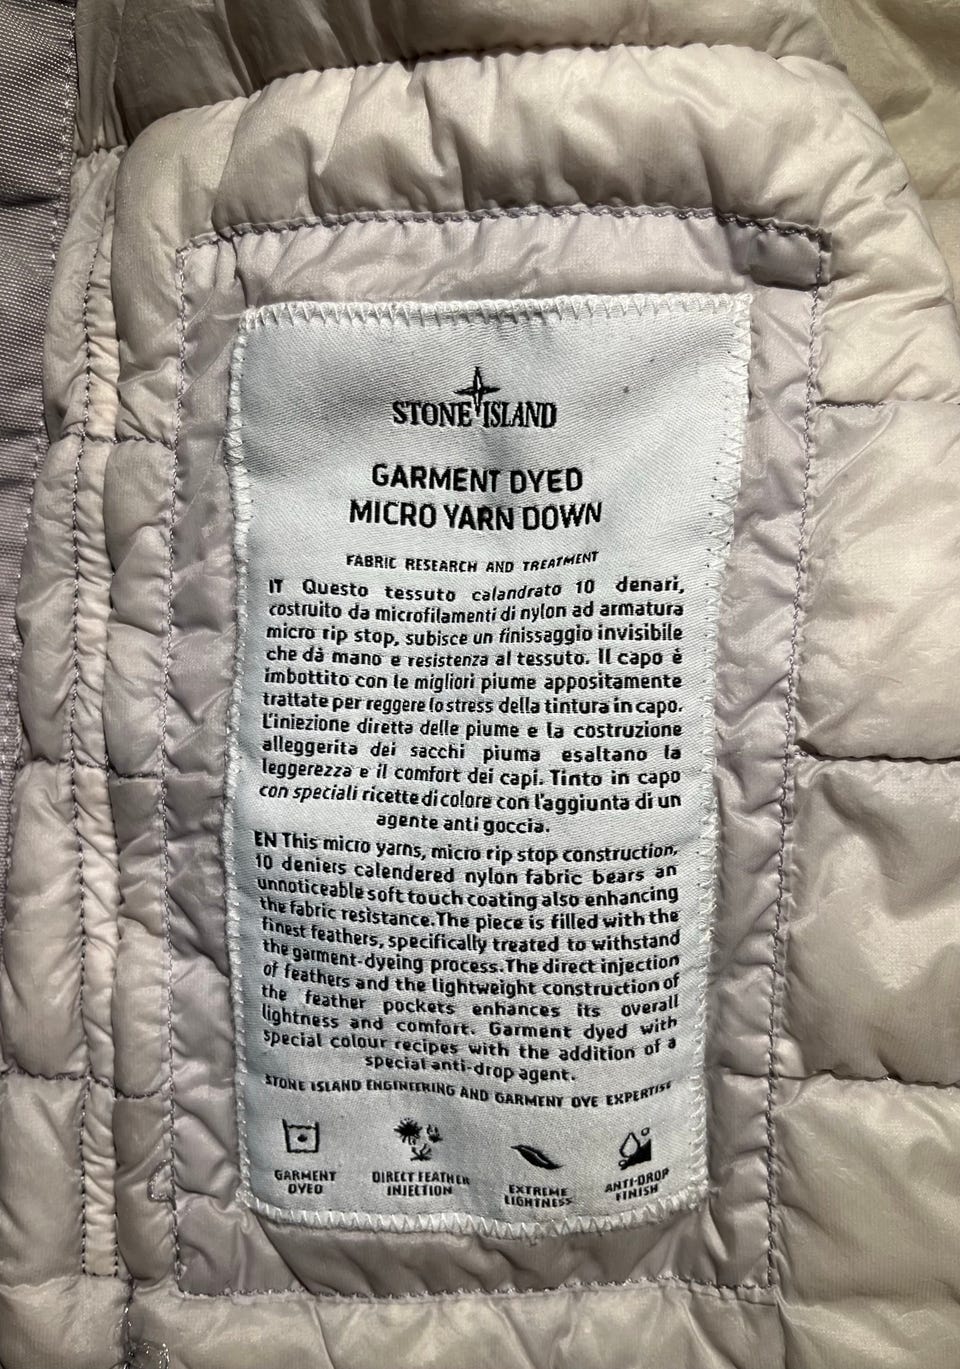 STONE ISLAND
GARMENT DYED
MICRO YARN DOWN
FABRIC RESEARCH AND TREATMENT
IT Questo tessuto calandrato 10 denari,
costruito da microfilamenti di nylon ad armatura
micro rip stop, subisce un finissaggio invisibile
che dà mano e resistenza al tessuto. Il capo è
imbottito con le migliori piume appositamente
trattate per reggere lo stress della tintura in capo.
L'iniezione diretta delle piume e la costruzione
alleggerita dei sacchi piuma esaltano la
leggerezza e il comfort dei capi. Tinto in capo
con speciali ricette di colore con l'aggiunta di un
agente anti goccia.
EN This micro yarns, micro rip stop construction,
10 deniers calendered nylon fabric bears an
unnoticeable soft touch coating also enhancing
the fabric resistance.The piece is filled with the
finest feathers, specifically treated to withstand
the garment-dyeing process.The direct injection
of feathers and the lightweight construction of
the feather pockets enhances its overall
lightness and comfort. Garment dyed with
special colour recipes with the addition of a
special anti-drop agent.
STONE ISLAND ENGINEERING AND GARMENT DYE EXPERTISE
GARMENT DYED
DIRECT FEATHER INJECTION
EXTREME LIGHTNESS
ANTI-DROP FINISH